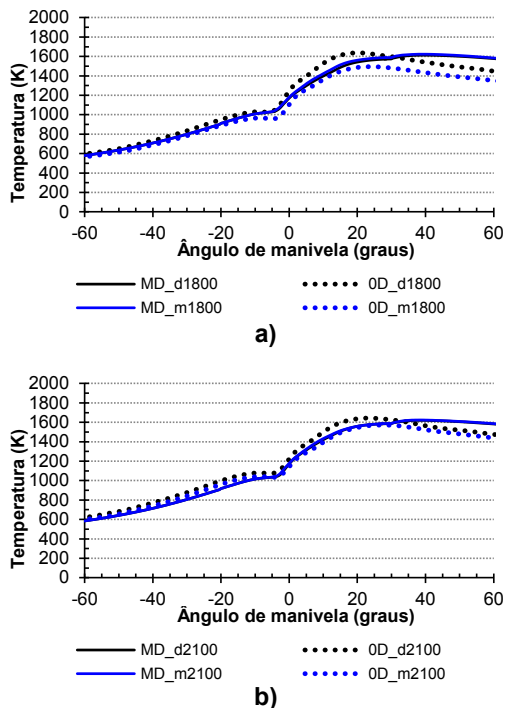 Temperatura (K)
2000
1800
1600
1400
1200
1000
800
600
400
200
0
-60 -40 -20 0 20 40 60
Ângulo de manivela (graus)
MD_d1800 0D_d1800
MD_m1800 0D_m1800
a)
Temperatura (K)
2000
1800
1600
1400
1200
1000
800
600
400
200
0
-60 -40 -20 0 20 40 60
Ângulo de manivela (graus)
MD_d2100 0D_d2100
MD_m2100 0D_m2100
b)